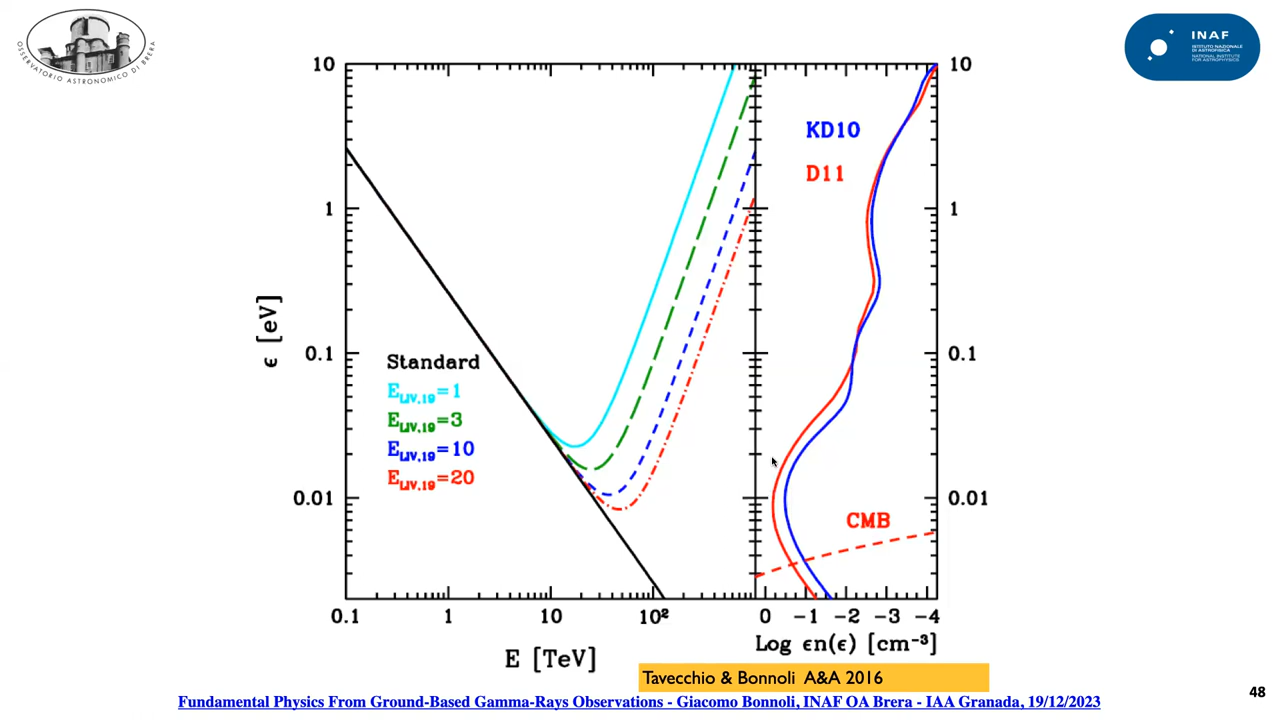 OSSERVATORIO ASTRONOMICO DI BRERA
INAF
ISTITUTO NAZIONALE
DI ASTROFISICA
NATIONAL INSTITUTE
FOR ASTROPHYSICS
10
1
0.1
0.01
ϵ [eV]
Standard
E_LIV,19=1
E_LIV,19=3
E_LIV,19=10
E_LIV,19=20
0.1 1 10 10²
E [TeV]
KD10
D11
CMB
10
1
0.1
0.01
0 −1 −2 −3 −4
Log ϵn(ϵ) [cm⁻³]
Tavecchio & Bonnoli A&A 2016
Fundamental Physics From Ground-Based Gamma-Rays Observations - Giacomo Bonnoli, INAF OA Brera - IAA Granada, 19/12/2023
48